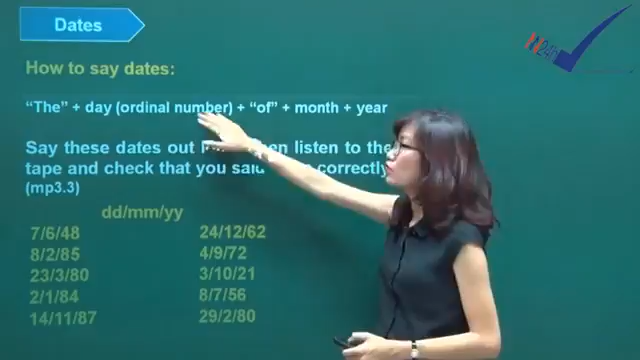 Dates
How to say dates:
“The” + day (ordinal number) + “of” + month + year
Say these dates out then listen to the
tape and check that you said correctly
(mp3.3)
dd/mm/yy
7/6/48
8/2/85
23/3/80
2/1/84
14/11/87
24/12/62
4/9/72
3/10/21
8/7/56
29/2/80